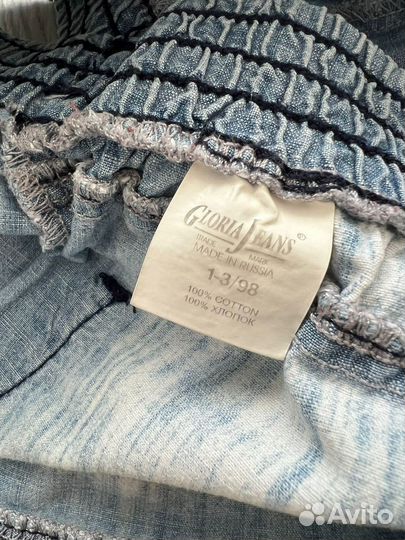 GLORIA JEANS
TRADE MARK
MADE IN RUSSIA
1-3/98
100% COTTON
100% ХЛОПОК
Avito